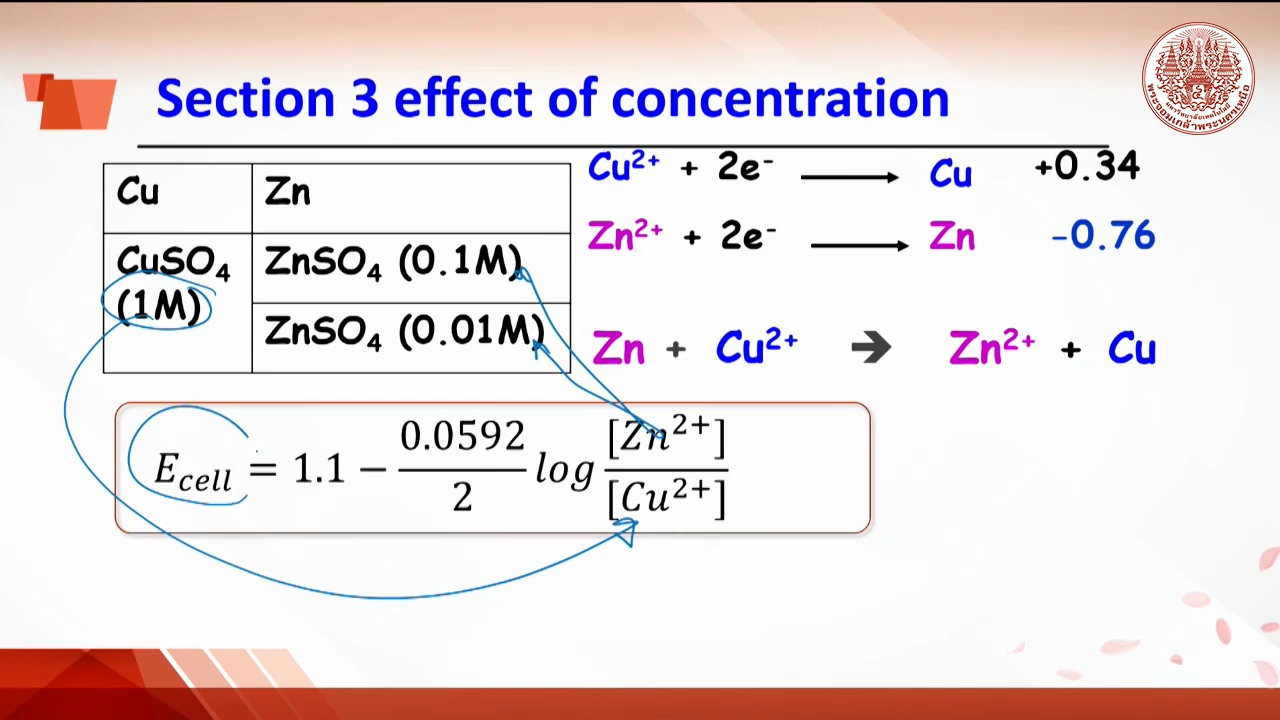 Section 3 effect of concentration
Cu Zn
CuSO₄ (1M) ZnSO₄ (0.1M)
ZnSO₄ (0.01M)
Cu²⁺ + 2e⁻ ⟶ Cu +0.34
Zn²⁺ + 2e⁻ ⟶ Zn -0.76
Zn + Cu²⁺ ➔ Zn²⁺ + Cu
E_cell = 1.1 − 0.0592/2 log [Zn²⁺]/[Cu²⁺]